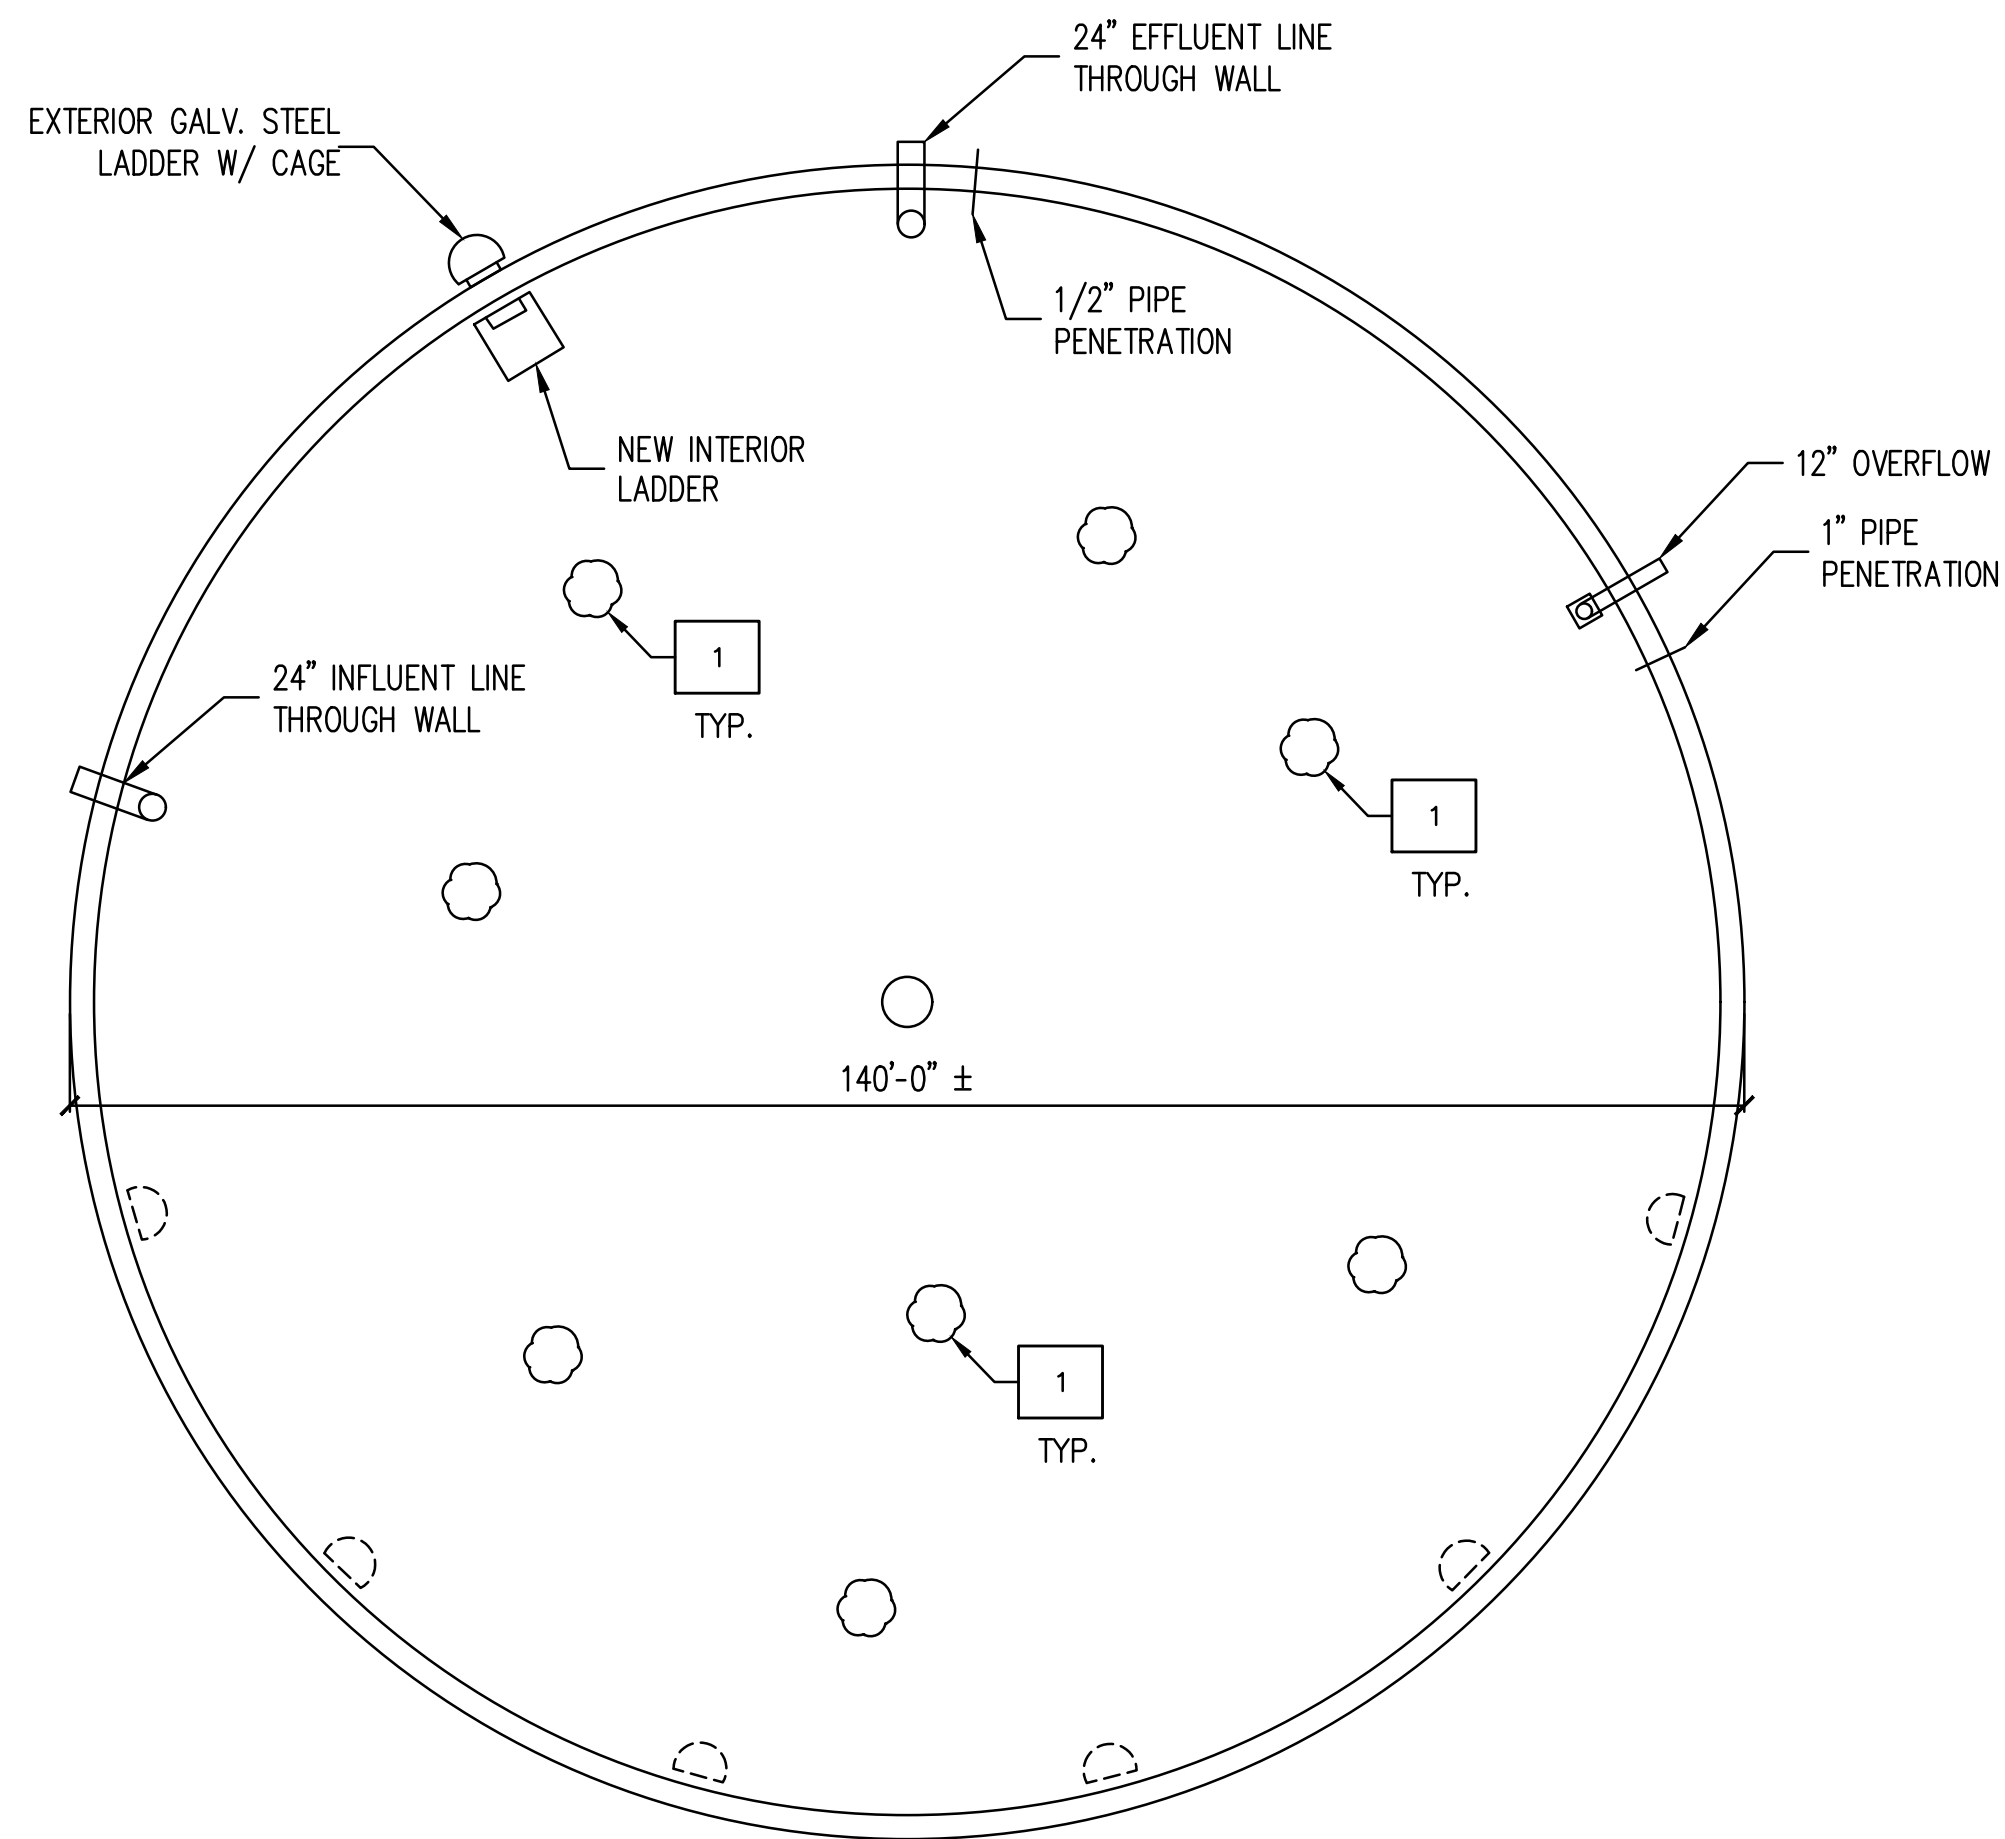 24” EFFLUENT LINE
THROUGH WALL
EXTERIOR GALV. STEEL
LADDER W/ CAGE
1/2” PIPE
PENETRATION
NEW INTERIOR
LADDER
12” OVERFLOW
1” PIPE
PENETRATION
1
TYP.
24” INFLUENT LINE
THROUGH WALL
1
TYP.
140’-0” ±
1
TYP.